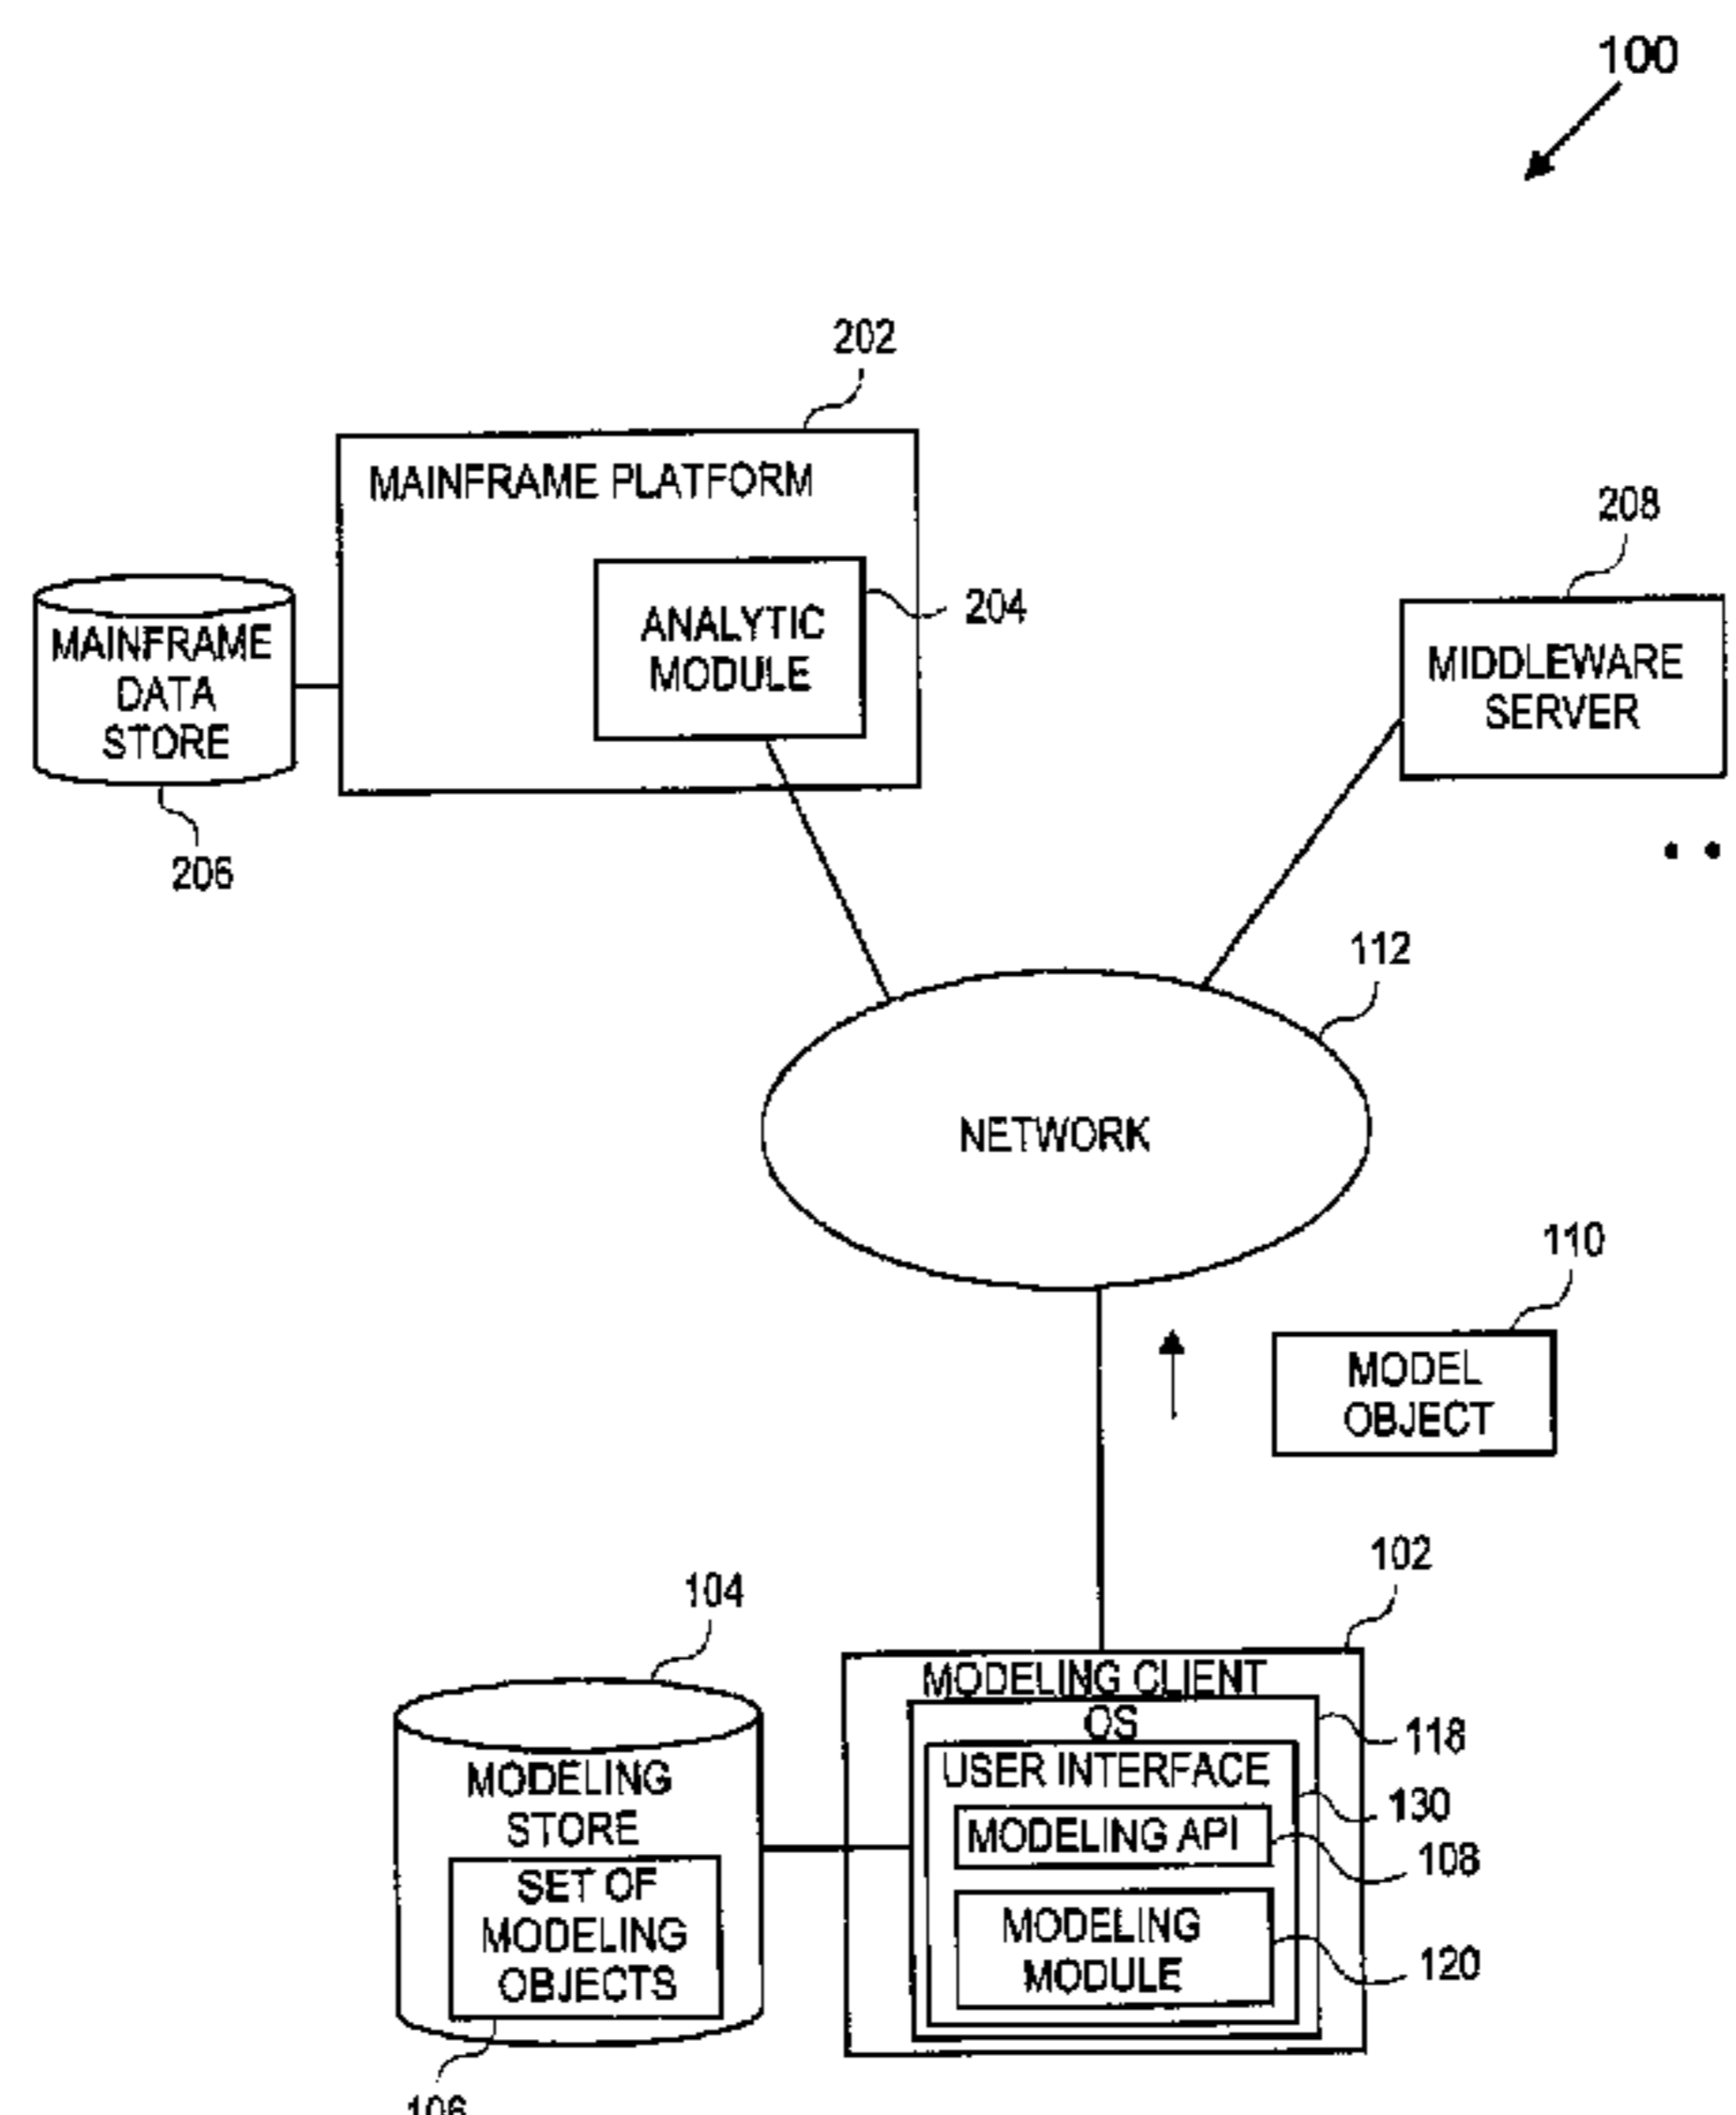 100
202
MAINFRAME PLATFORM
208
ANALYTIC
MODULE
204
MAINFRAME
DATA
STORE
MIDDLEWARE
SERVER
206
112
NETWORK
110
MODEL
OBJECT
102
104
MODELING CLIENT
OS
118
USER INTERFACE
MODELING
STORE
130
MODELING API
108
SET OF
MODELING
OBJECTS
MODELING
MODULE
120
106